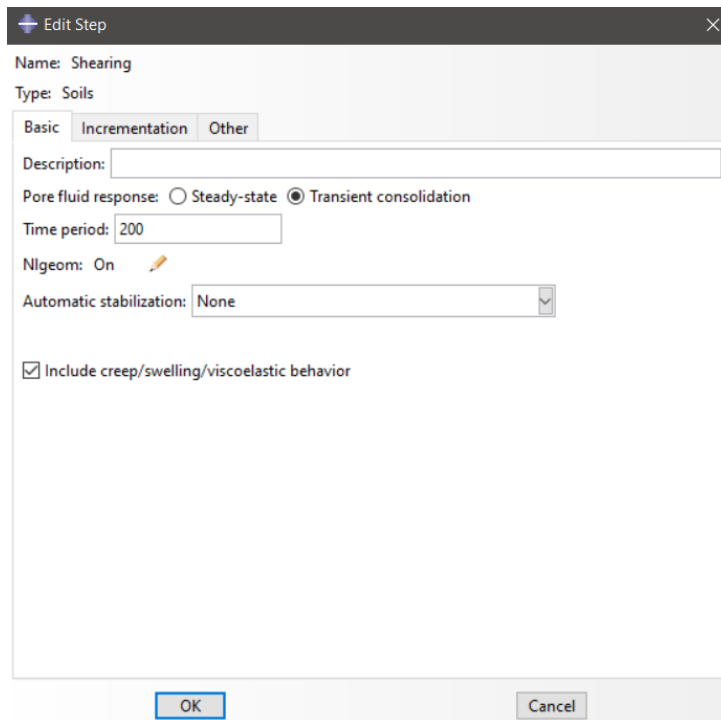 Edit Step
Name: Shearing
Type: Soils
Basic Incrementation Other
Description:
Pore fluid response: Steady-state Transient consolidation
Time period: 200
Nlgeom: On
Automatic stabilization: None
Include creep/swelling/viscoelastic behavior
OK Cancel